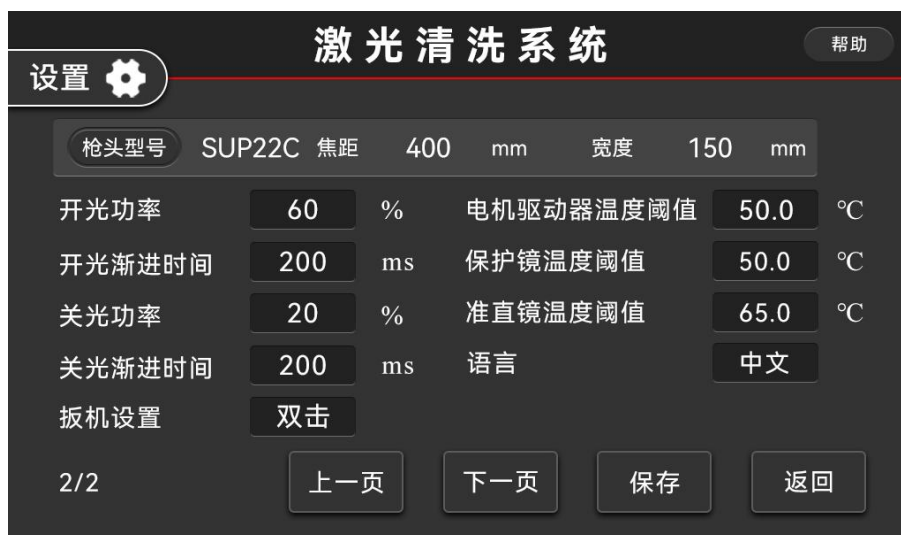 激光清洗系统
帮助
设置
枪头型号 SUP22C 焦距 400 mm 宽度 150 mm
开光功率 60 % 电机驱动器温度阈值 50.0 ℃
开光渐进时间 200 ms 保护镜温度阈值 50.0 ℃
关光功率 20 % 准直镜温度阈值 65.0 ℃
关光渐进时间 200 ms 语言 中文
扳机设置 双击
2/2 上一页 下一页 保存 返回